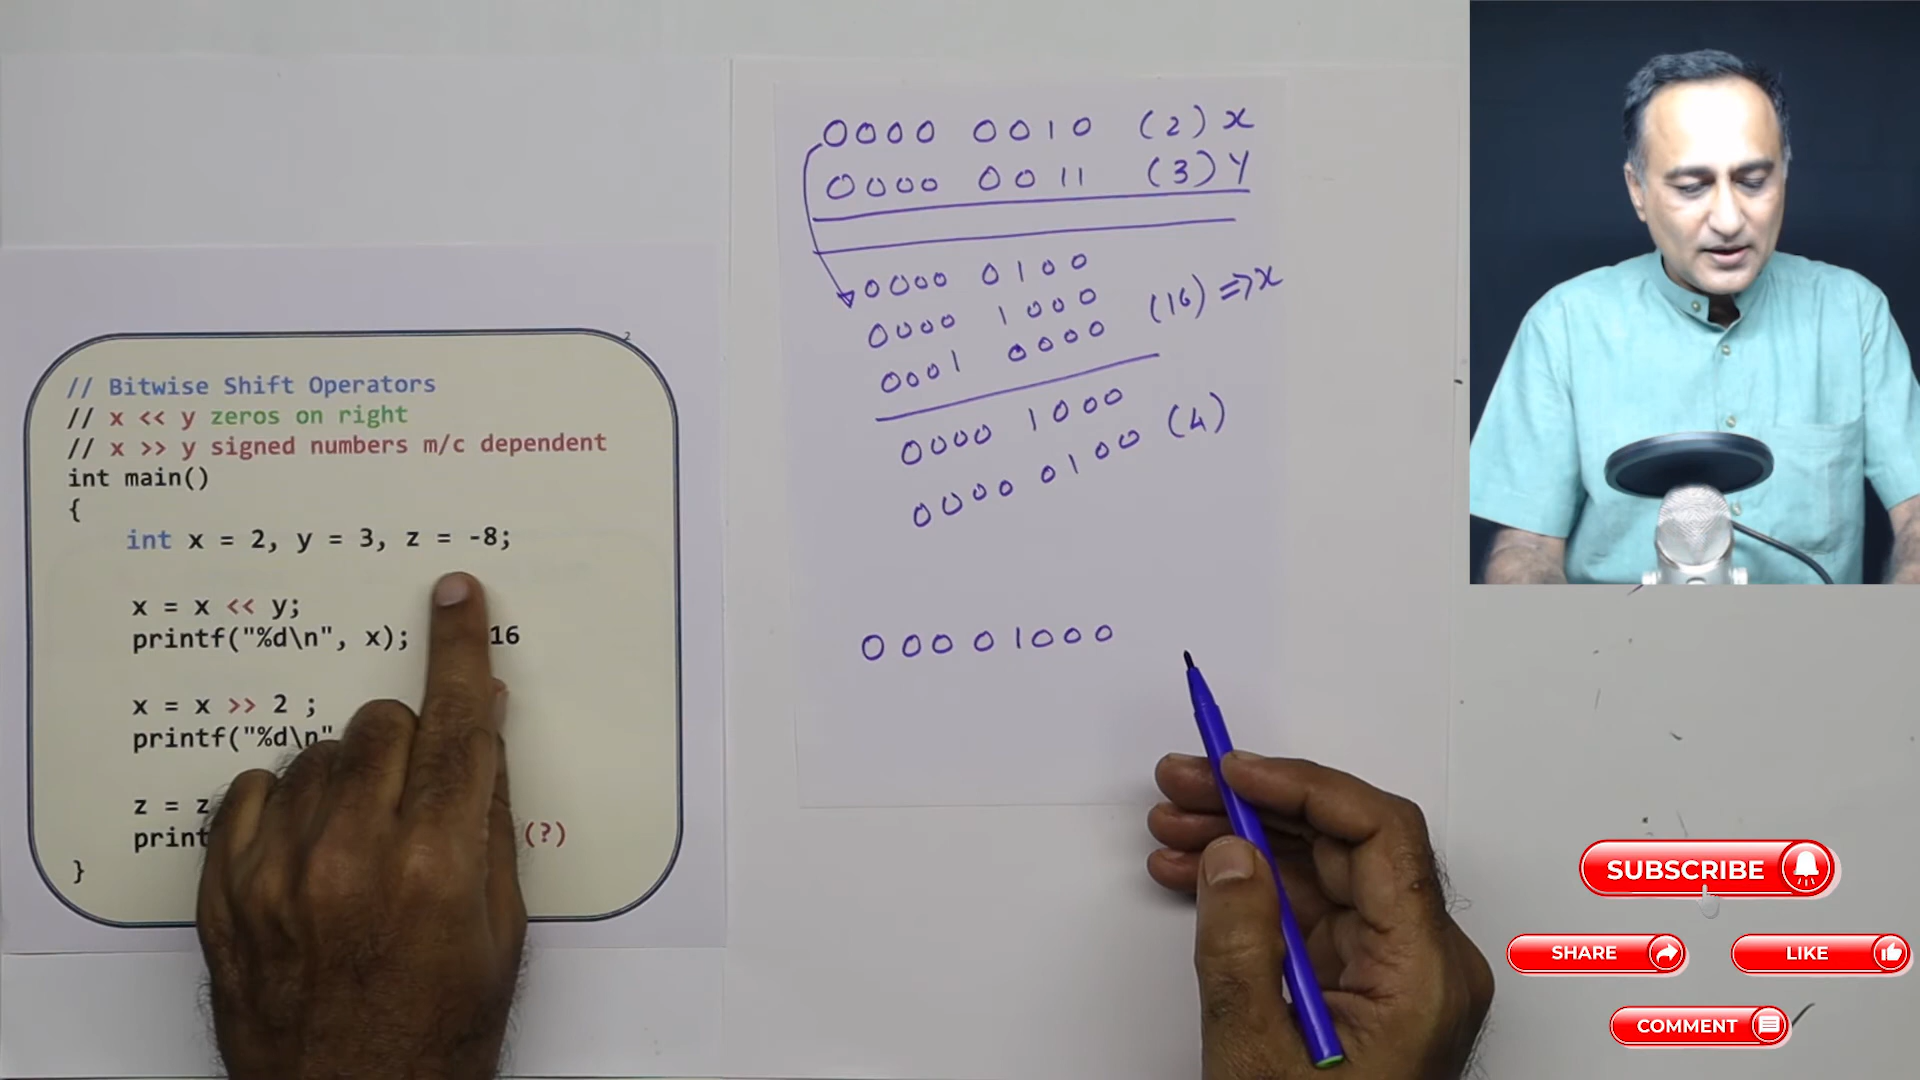 // Bitwise Shift Operators
// x << y zeros on right
// x >> y signed numbers m/c dependent
int main()
{
int x = 2, y = 3, z = -8;
x = x << y;
printf("%d\n", x); 16
x = x >> 2 ;
printf("%d\n"
z = z
print (?)
}
2
0000 0010 (2) x
0000 0011 (3) Y
0000 0100
0000 1000
0001 0000 (16) => x
0000 1000
0000 0100 (4)
00001000
SUBSCRIBE
SHARE
LIKE
COMMENT